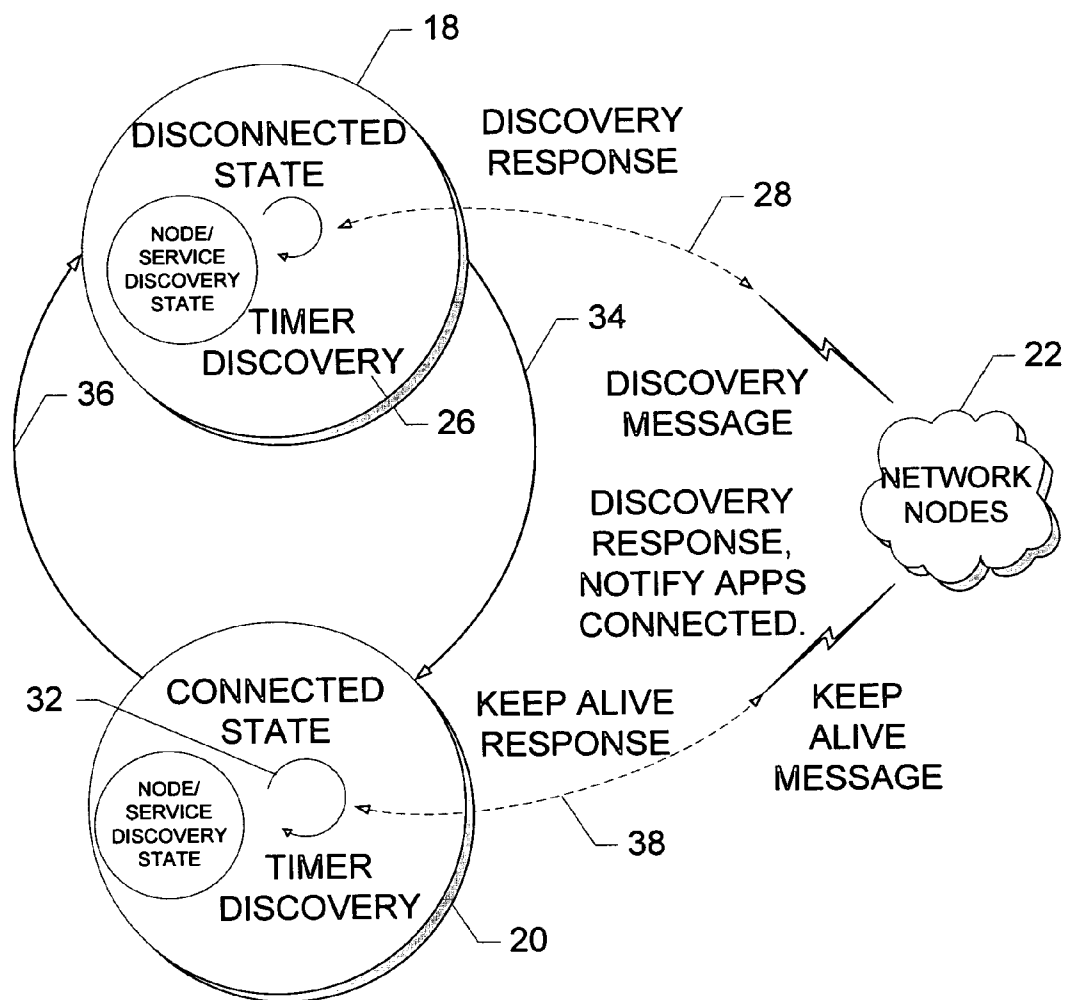 18
DISCONNECTED
STATE
DISCOVERY
RESPONSE
28
NODE/
SERVICE
DISCOVERY
STATE
TIMER
DISCOVERY
34
26
36
DISCOVERY
MESSAGE
22
NETWORK
NODES
DISCOVERY
RESPONSE,
NOTIFY APPS
CONNECTED.
32
CONNECTED
STATE
KEEP ALIVE
RESPONSE
KEEP
ALIVE
MESSAGE
NODE/
SERVICE
DISCOVERY
STATE
TIMER
DISCOVERY
38
20